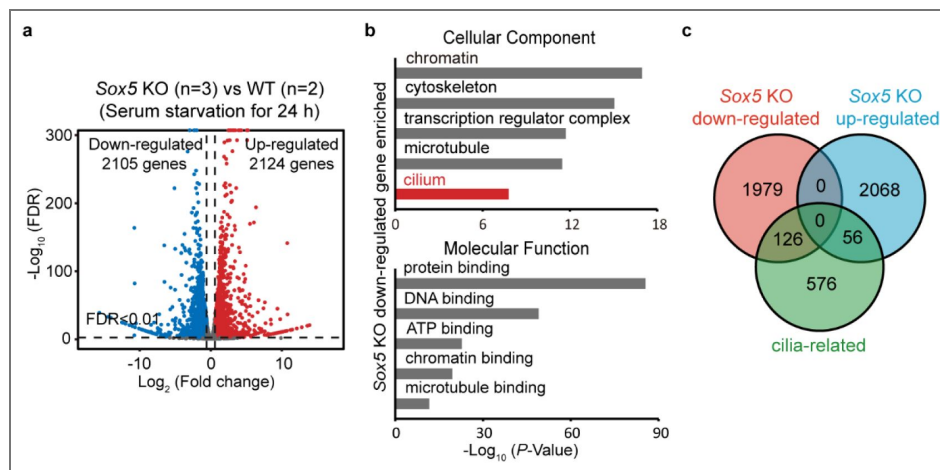 a
Sox5 KO (n=3) vs WT (n=2)
(Serum starvation for 24 h)
300
200
100
0
-Log10 (FDR)
Down-regulated
2105 genes
Up-regulated
2124 genes
FDR<0.01
-10
0
10
Log2 (Fold change)
b
Sox5 KO down-regulated gene enriched
Cellular Component
chromatin
cytoskeleton
transcription regulator complex
microtubule
cilium
0
6
12
18
Molecular Function
protein binding
DNA binding
ATP binding
chromatin binding
microtubule binding
0
30
60
90
-Log10 (P-Value)
c
Sox5 KO
down-regulated
Sox5 KO
up-regulated
1979
0
2068
0
126
56
576
cilia-related